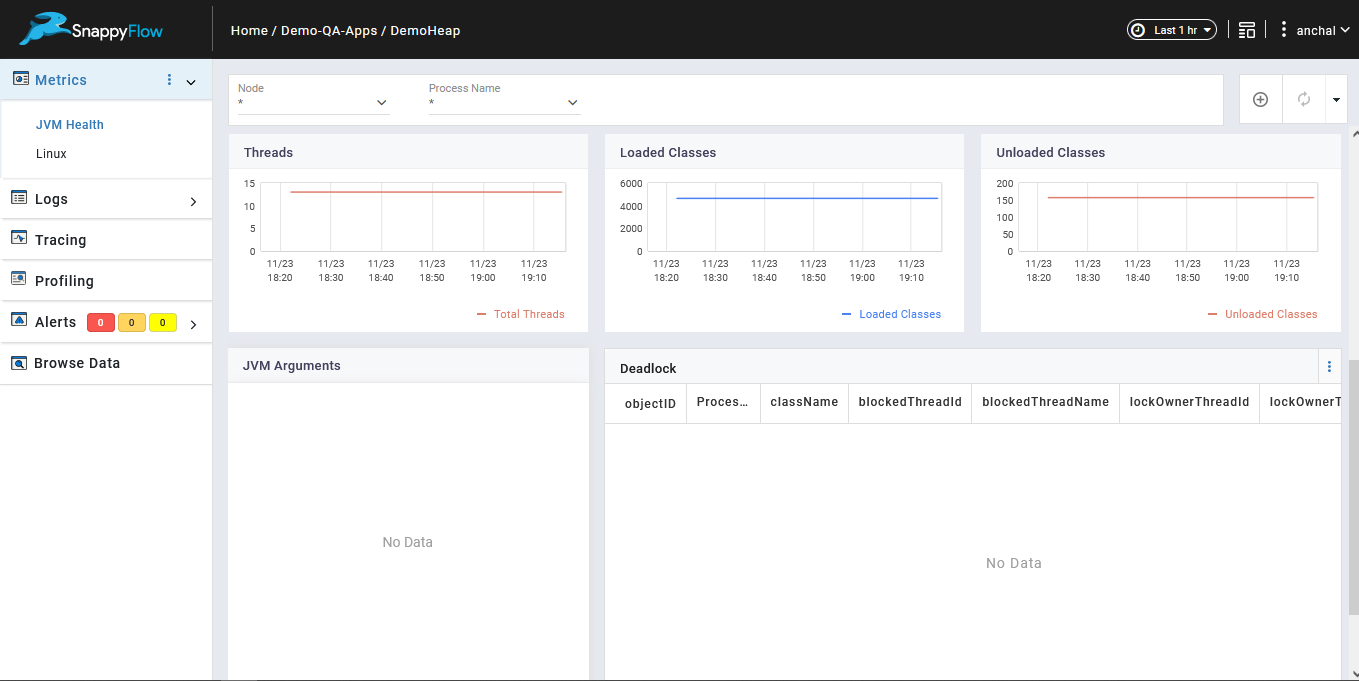 SnappyFlow
Home / Demo-QA-Apps / DemoHeap
Last 1 hr
anchal
Metrics
JVM Health
Linux
Logs
Tracing
Profiling
Alerts 0 0 0
Browse Data
Node
*
Process Name
*
Threads
15
10
5
0
11/23 11/23 11/23 11/23 11/23 11/23
18:20 18:30 18:40 18:50 19:00 19:10
Total Threads
Loaded Classes
6000
4000
2000
0
11/23 11/23 11/23 11/23 11/23 11/23
18:20 18:30 18:40 18:50 19:00 19:10
Loaded Classes
Unloaded Classes
200
150
100
50
0
11/23 11/23 11/23 11/23 11/23 11/23
18:20 18:30 18:40 18:50 19:00 19:10
Unloaded Classes
JVM Arguments
No Data
Deadlock
objectID Proces... className blockedThreadId blockedThreadName lockOwnerThreadId lockOwnerT
No Data